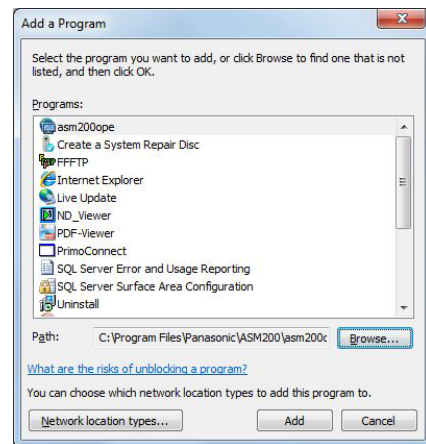 Add a Program
Select the program you want to add, or click Browse to find one that is not
listed, and then click OK.
Programs:
asm200ope
Create a System Repair Disc
FFFTP
Internet Explorer
Live Update
ND_Viewer
PDF-Viewer
PrimoConnect
SQL Server Error and Usage Reporting
SQL Server Surface Area Configuration
Uninstall
Path: C:\Program Files\Panasonic\ASM200\asm200c Browse...
What are the risks of unblocking a program?
You can choose which network location types to add this program to.
Network location types... Add Cancel